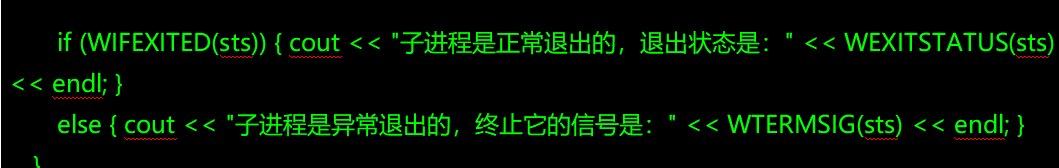 if (WIFEXITED(sts)) { cout << "子进程是正常退出的，退出状态是：" << WEXITSTATUS(sts)
<< endl; }
else { cout << "子进程是异常退出的，终止它的信号是：" << WTERMSIG(sts) << endl; }
}